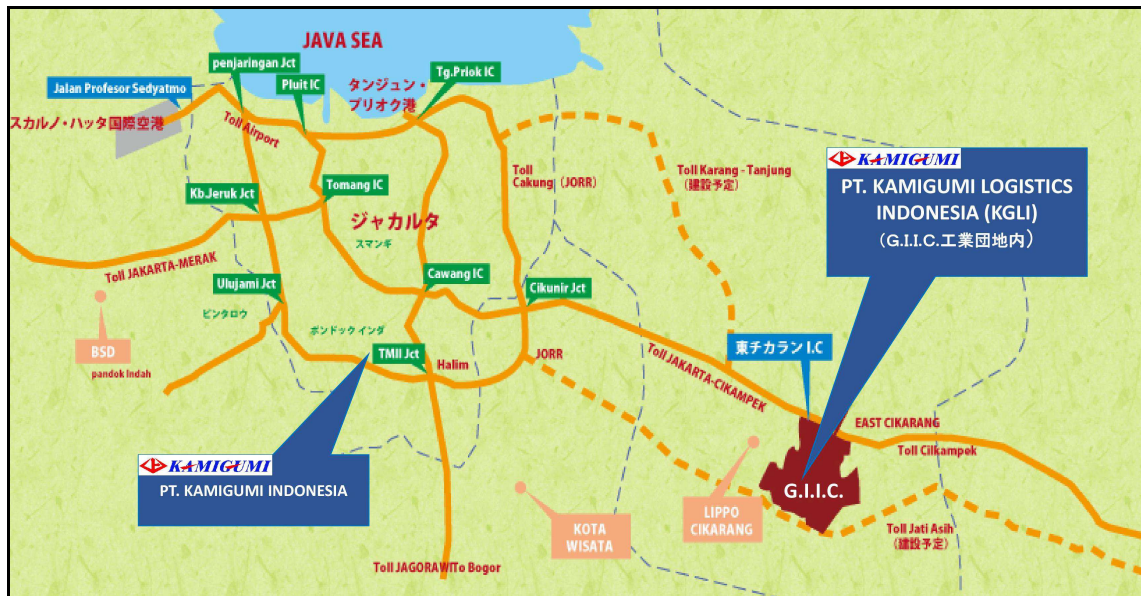 JAVA SEA
penjaringan Jct
Pluit IC
Tg.Priok IC
Jalan Profesor Sedyatmo
タンジュン・
プリオク港
スカルノ・ハッタ国際空港
Toll Airport
Toll
Cakung (JORR)
Toll Karang - Tanjung
（建設予定）
KAMIGUMI
PT. KAMIGUMI LOGISTICS
INDONESIA (KGLI)
（G.I.I.C.工業団地内）
Kb.Jeruk Jct
Tomang IC
ジャカルタ
スマンギ
Toll JAKARTA-MERAK
Ulujami Jct
Cawang IC
Cikunir Jct
ビンタロウ
ポンドック インダ
BSD
pandok Indah
TMII Jct
Halim
JORR
東チカラン I.C
Toll JAKARTA-CIKAMPEK
EAST CIKARANG
Toll Cilkampek
KAMIGUMI
PT. KAMIGUMI INDONESIA
G.I.I.C.
LIPPO
CIKARANG
KOTA
WISATA
Toll Jati Asih
（建設予定）
Toll JAGORAWITo Bogor